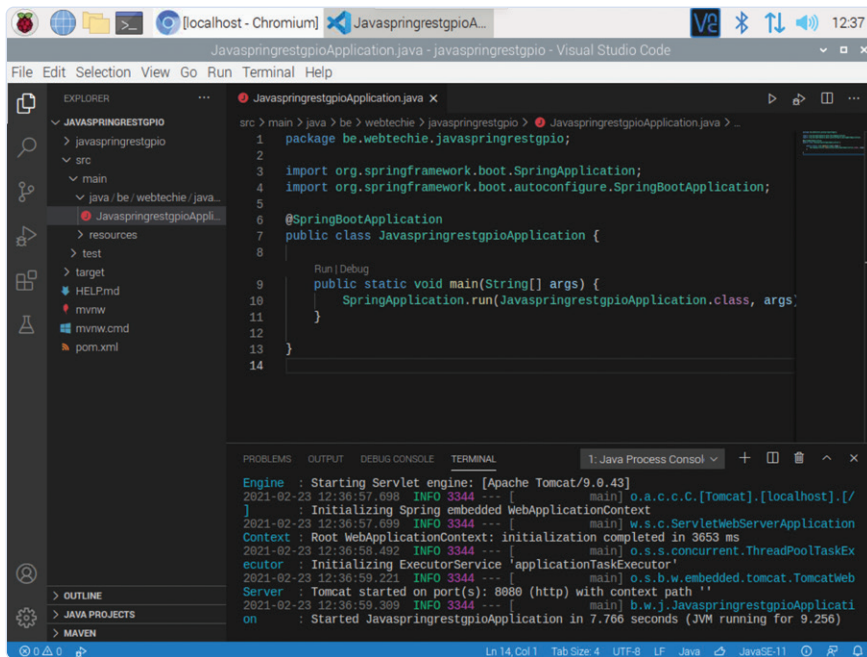 [localhost - Chromium]
JavaspringrestgpioA...
V2
12:37
JavaspringrestgpioApplication.java - javaspringrestgpio - Visual Studio Code
File Edit Selection View Go Run Terminal Help
EXPLORER ...
JAVASPRINGRESTGPIO
javaspringrestgpio
src
main
java / be / webtechie / java...
JavaspringrestgpioAppli...
resources
test
target
HELP.md
mvnw
mvnw.cmd
pom.xml
OUTLINE
JAVA PROJECTS
MAVEN
JavaspringrestgpioApplication.java
src > main > java > be > webtechie > javaspringrestgpio > JavaspringrestgpioApplication.java > ...
1 package be.webtechie.javaspringrestgpio;
2
3 import org.springframework.boot.SpringApplication;
4 import org.springframework.boot.autoconfigure.SpringBootApplication;
5
6 @SpringBootApplication
7 public class JavaspringrestgpioApplication {
8
Run | Debug
9 public static void main(String[] args) {
10 SpringApplication.run(JavaspringrestgpioApplication.class, args)
11 }
12
13 }
14
PROBLEMS OUTPUT DEBUG CONSOLE TERMINAL 1: Java Process Consol
Engine : Starting Servlet engine: [Apache Tomcat/9.0.43]
2021-02-23 12:36:57.698 INFO 3344 --- [ main] o.a.c.c.C.[Tomcat].[localhost].[/
] : Initializing Spring embedded WebApplicationContext
2021-02-23 12:36:57.699 INFO 3344 --- [ main] w.s.c.ServletWebServerApplication
Context : Root WebApplicationContext: initialization completed in 3653 ms
2021-02-23 12:36:58.492 INFO 3344 --- [ main] o.s.s.concurrent.ThreadPoolTaskEx
ecutor : Initializing ExecutorService 'applicationTaskExecutor'
2021-02-23 12:36:59.221 INFO 3344 --- [ main] o.s.b.w.embedded.tomcat.TomcatWeb
Server : Tomcat started on port(s): 8080 (http) with context path ''
2021-02-23 12:36:59.309 INFO 3344 --- [ main] b.w.j.JavaspringrestgpioApplicati
on : Started JavaspringrestgpioApplication in 7.766 seconds (JVM running for 9.256)
0 0 Ln 14, Col 1 Tab Size: 4 UTF-8 LF Java JavaSE-11